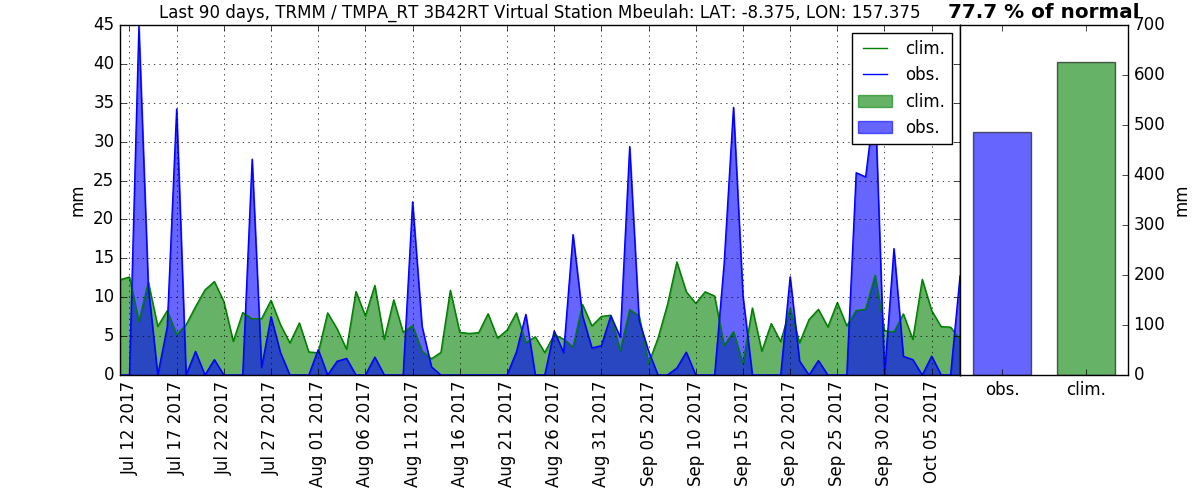 Last 90 days, TRMM / TMPA_RT 3B42RT Virtual Station Mbeulah: LAT: -8.375, LON: 157.375
77.7 % of normal
mm
45
40
35
30
25
20
15
10
5
0
clim.
obs.
clim.
obs.
Jul 12 2017
Jul 17 2017
Jul 22 2017
Jul 27 2017
Aug 01 2017
Aug 06 2017
Aug 11 2017
Aug 16 2017
Aug 21 2017
Aug 26 2017
Aug 31 2017
Sep 05 2017
Sep 10 2017
Sep 15 2017
Sep 20 2017
Sep 25 2017
Sep 30 2017
Oct 05 2017
700
600
500
400
300
200
100
0
mm
obs.
clim.